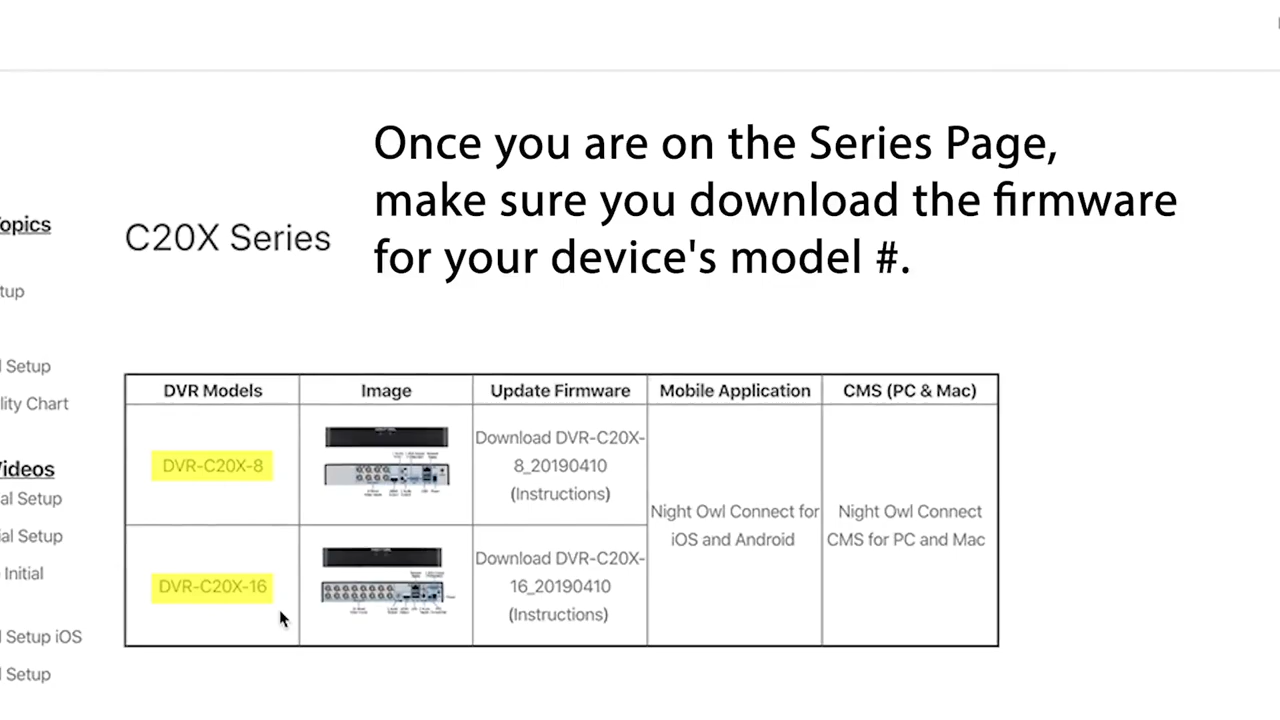 Once you are on the Series Page,
make sure you download the firmware
for your device's model #.
Topics
C20X Series
tup
l Setup
lity Chart
Videos
al Setup
ial Setup
Initial
l Setup iOS
l Setup
DVR Models Image Update Firmware Mobile Application CMS (PC & Mac)
DVR-C20X-8
Download DVR-C20X-
8_20190410
(Instructions)
DVR-C20X-16
Download DVR-C20X-
16_20190410
(Instructions)
Night Owl Connect for
iOS and Android
Night Owl Connect
CMS for PC and Mac